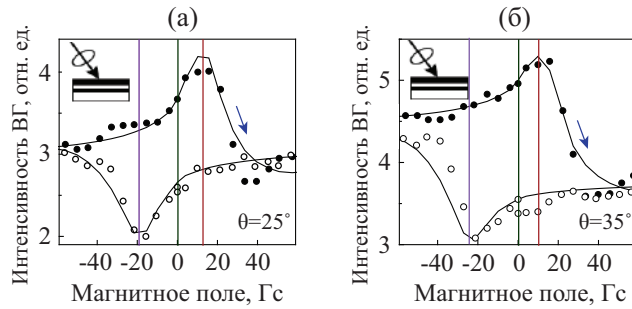 (а)
Интенсивность ВГ, отн. ед.
4
3
2
θ=25°
-40 -20 0 20 40
Магнитное поле, Гс
(б)
Интенсивность ВГ, отн. ед.
5
4
3
θ=35°
-40 -20 0 20 40
Магнитное поле, Гс